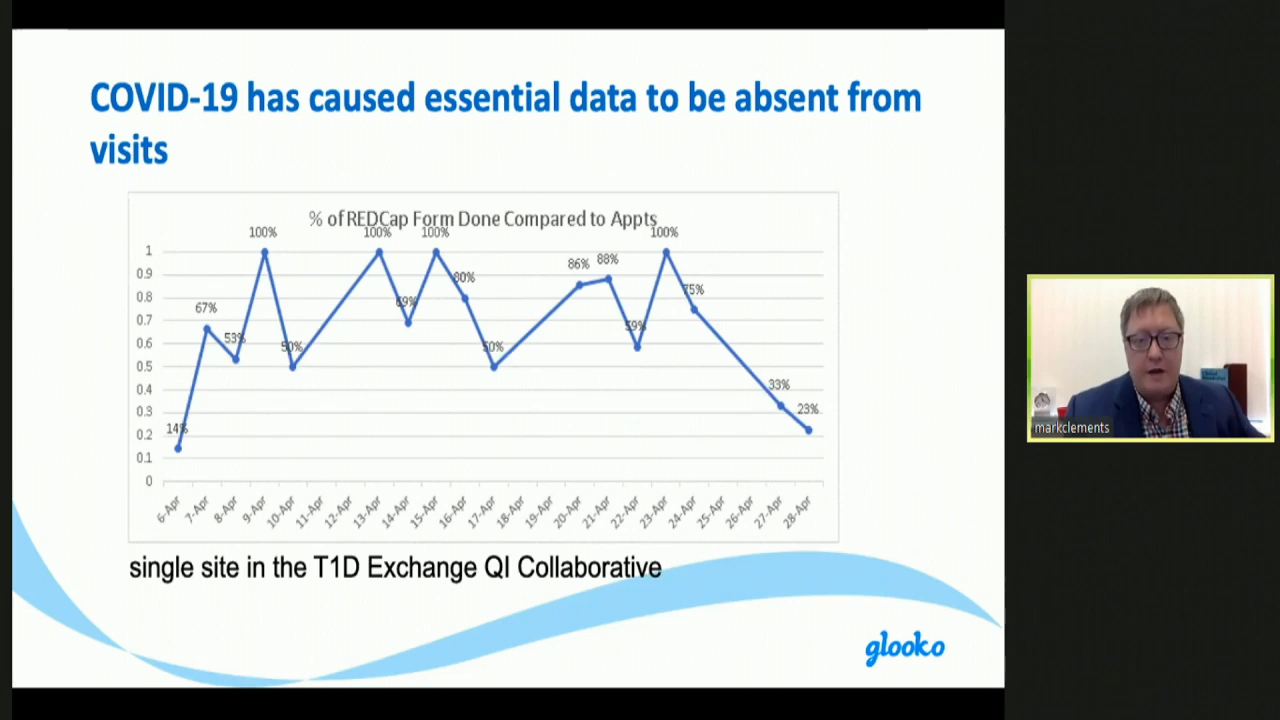 COVID-19 has caused essential data to be absent from
visits
% of REDCap Form Done Compared to Appts
100%
100%
100%
100%
1
0.9
0.8
0.7
0.6
0.5
0.4
0.3
0.2
0.1
0
14%
67%
53%
50%
69%
80%
50%
86%
88%
59%
75%
33%
23%
6-Apr
7-Apr
8-Apr
9-Apr
10-Apr
11-Apr
12-Apr
13-Apr
14-Apr
15-Apr
16-Apr
17-Apr
18-Apr
19-Apr
20-Apr
21-Apr
22-Apr
23-Apr
24-Apr
25-Apr
26-Apr
27-Apr
28-Apr
single site in the T1D Exchange QI Collaborative
glooko
markclements